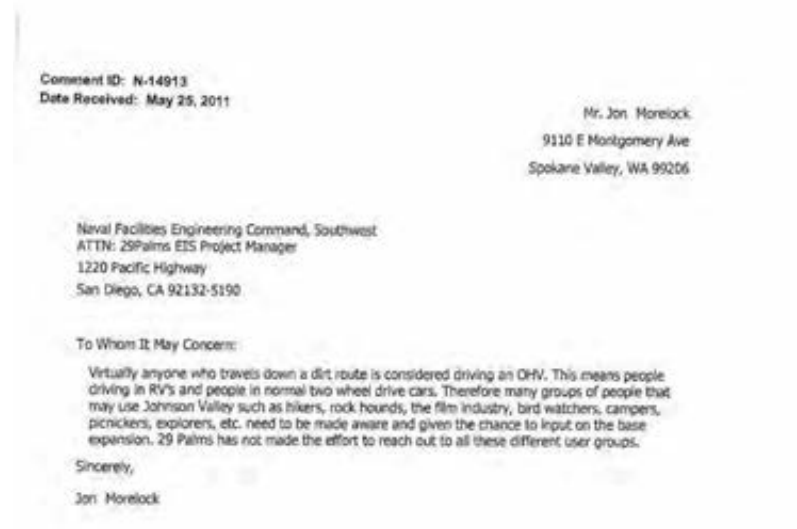 Comment ID: N-14913
Date Received: May 25, 2011
Mr. Jon Morelock
9110 E Montgomery Ave
Spokane Valley, WA 99206
Naval Facilities Engineering Command, Southwest
ATTN: 29Palms EIS Project Manager
1220 Pacific Highway
San Diego, CA 92132-5190
To Whom It May Concern:
Virtually anyone who travels down a dirt route is considered driving an OHV. This means people
driving in RV's and people in normal two wheel drive cars. Therefore many groups of people that
may use Johnson Valley such as hikers, rock hounds, the film industry, bird watchers, campers,
picnickers, explorers, etc. need to be made aware and given the chance to input on the base
expansion. 29 Palms has not made the effort to reach out to all these different user groups.
Sincerely,
Jon Morelock